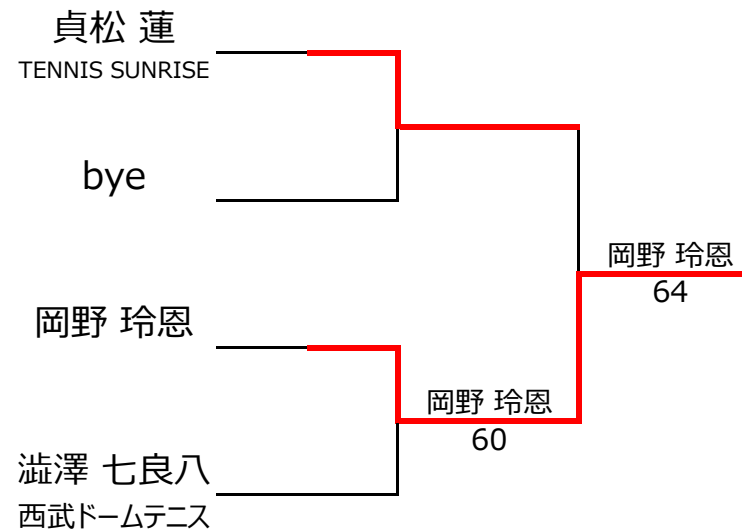 貞松 蓮
TENNIS SUNRISE
bye
岡野 玲恩
64
岡野 玲恩
岡野 玲恩
60
澁澤 七良八
西武ドームテニス